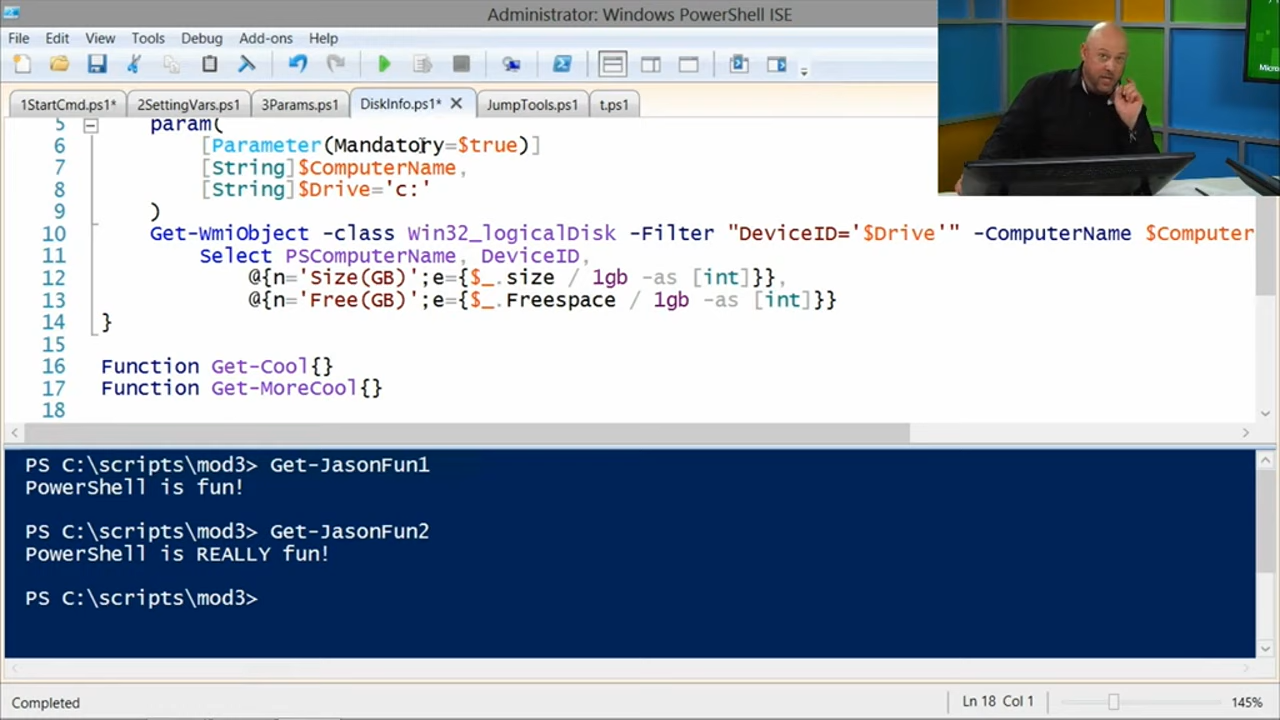 Administrator: Windows PowerShell ISE
File Edit View Tools Debug Add-ons Help
1StartCmd.ps1* 2SettingVars.ps1 3Params.ps1 DiskInfo.ps1* JumpTools.ps1 t.ps1
5 param(
6 [Parameter(Mandatory=$true)]
7 [String]$ComputerName,
8 [String]$Drive='c:'
9 )
10 Get-WmiObject -class Win32_logicalDisk -Filter "DeviceID='$Drive'" -ComputerName $Computer
11 Select PSComputerName, DeviceID,
12 @{n='Size(GB)';e={$_.size / 1gb -as [int]}},
13 @{n='Free(GB)';e={$_.Freespace / 1gb -as [int]}}
14 }
15
16 Function Get-Cool{}
17 Function Get-MoreCool{}
18
PS C:\scripts\mod3> Get-JasonFun1
PowerShell is fun!
PS C:\scripts\mod3> Get-JasonFun2
PowerShell is REALLY fun!
PS C:\scripts\mod3>
Completed
Ln 18 Col 1
145%
Micro